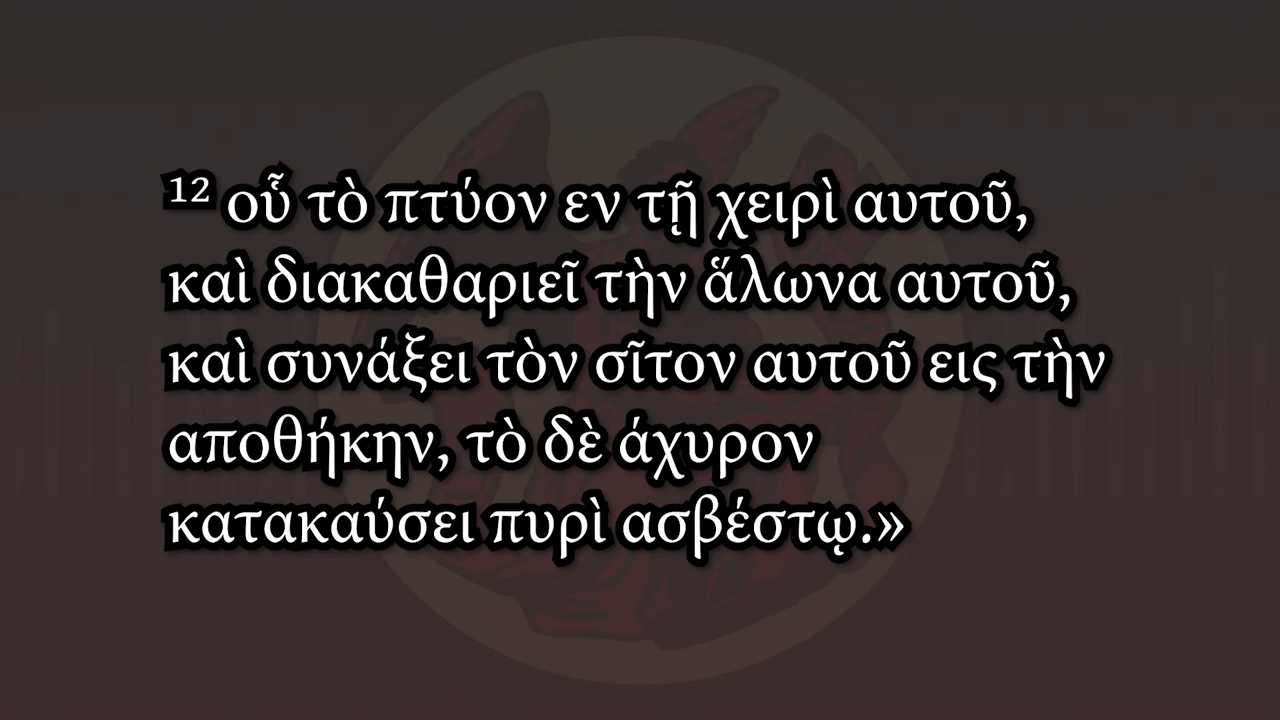 ¹² οὗ τὸ πτύον εν τῇ χειρὶ αυτοῦ,
καὶ διακαθαριεῖ τὴν ἅλωνα αυτοῦ,
καὶ συνάξει τὸν σῖτον αυτοῦ εις τὴν
αποθήκην, τὸ δὲ άχυρον
κατακαύσει πυρὶ ασβέστῳ.»